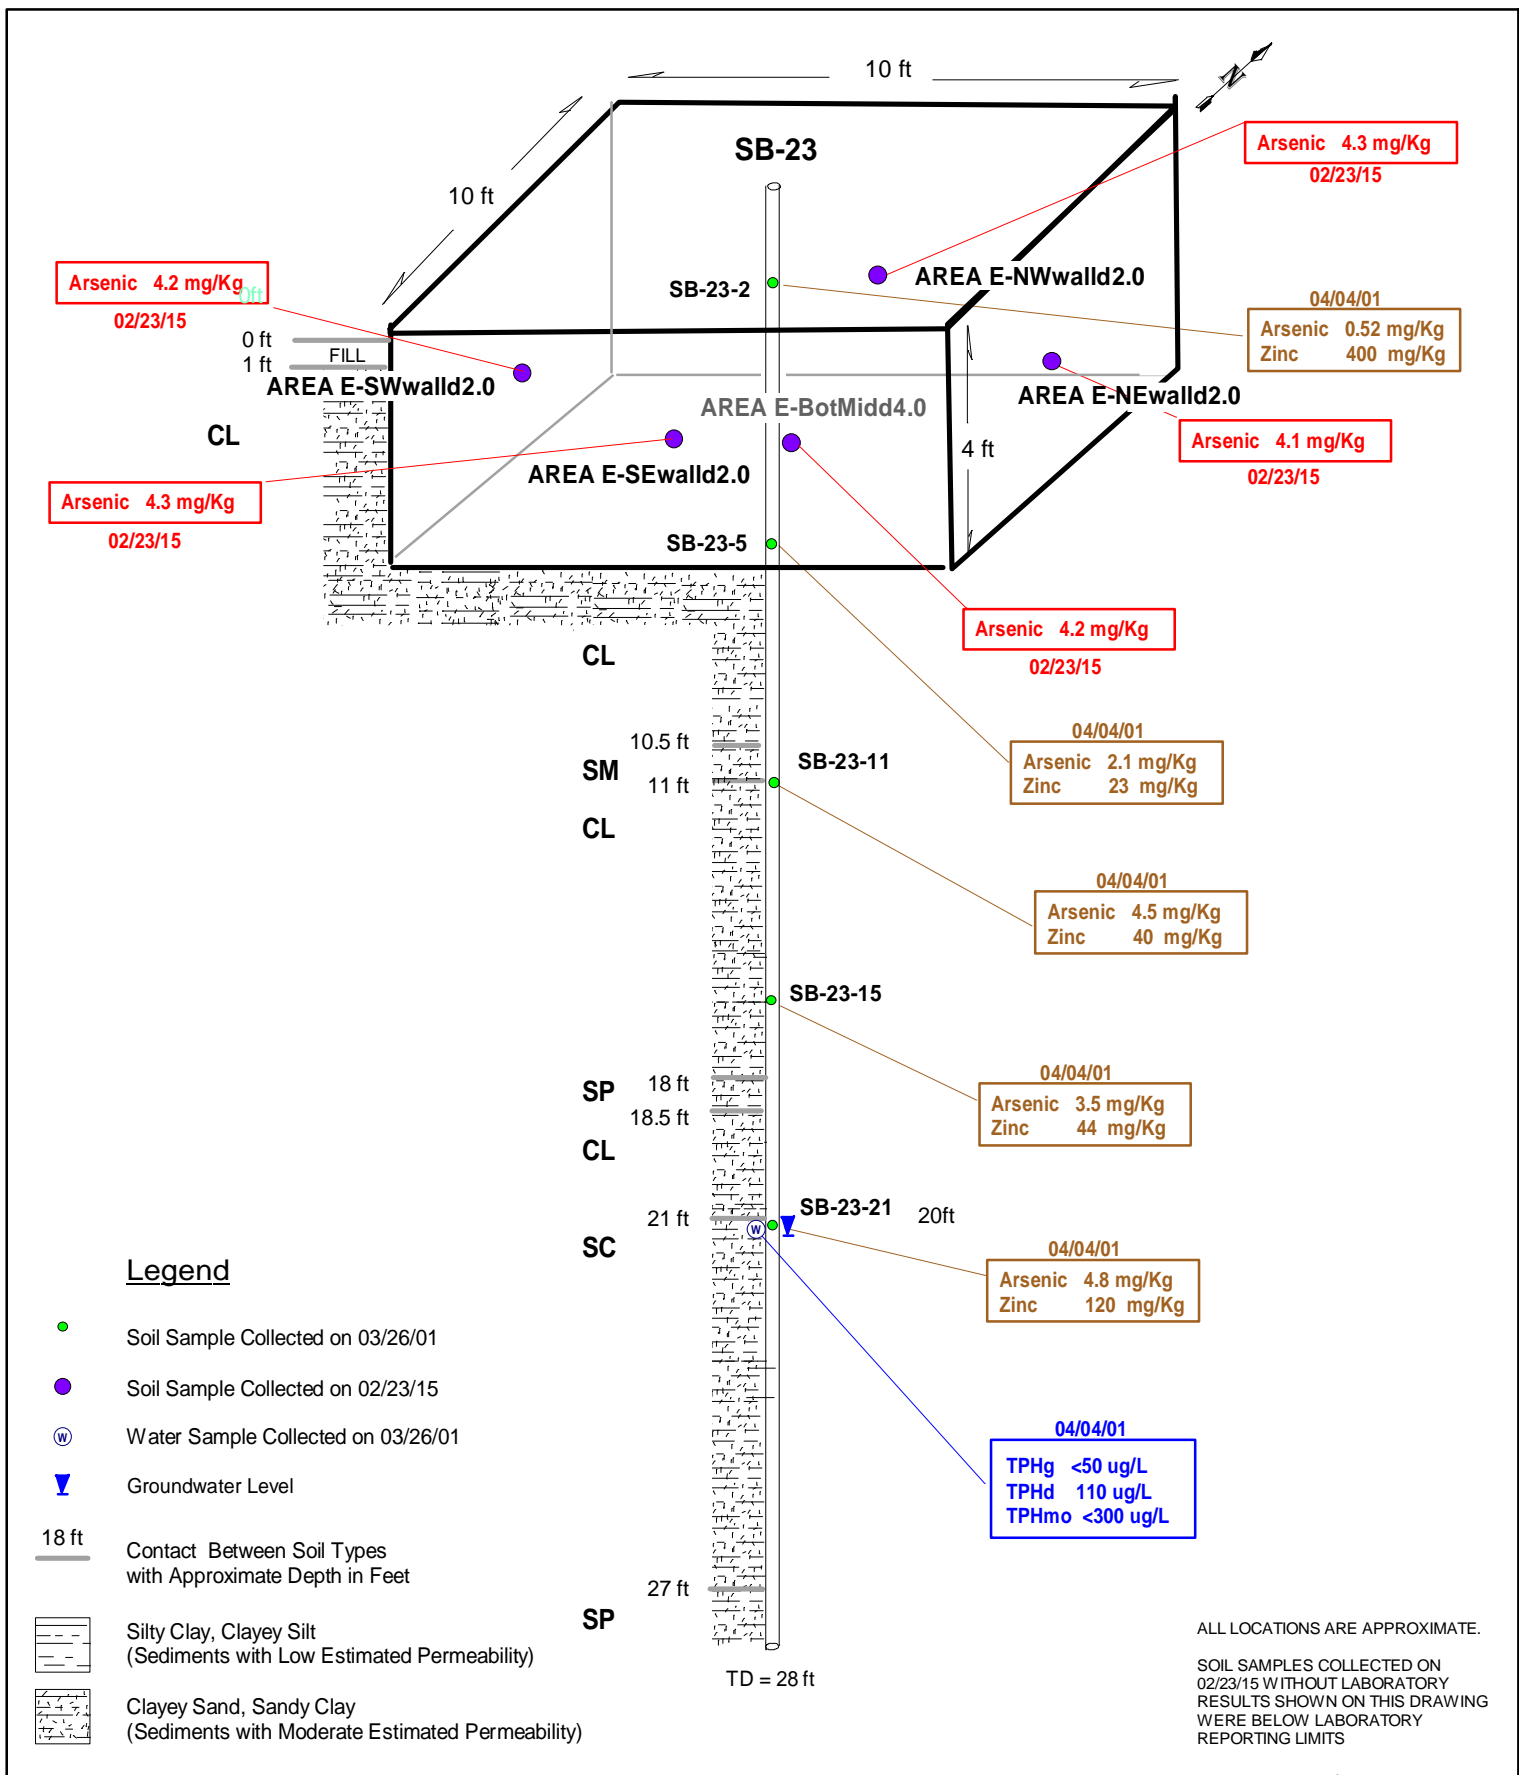 10 ft
N
SB-23
Arsenic 4.3 mg/Kg
02/23/15
10 ft
Arsenic 4.2 mg/Kg
0ft
02/23/15
SB-23-2
AREA E-NWwalld2.0
04/04/01
Arsenic 0.52 mg/Kg
Zinc 400 mg/Kg
0 ft
FILL
1 ft
AREA E-SWwalld2.0
AREA E-NEwalld2.0
AREA E-BotMidd4.0
CL
4 ft
Arsenic 4.1 mg/Kg
02/23/15
AREA E-SEwalld2.0
Arsenic 4.3 mg/Kg
02/23/15
SB-23-5
Arsenic 4.2 mg/Kg
02/23/15
CL
04/04/01
Arsenic 2.1 mg/Kg
Zinc 23 mg/Kg
10.5 ft
SM
SB-23-11
11 ft
CL
04/04/01
Arsenic 4.5 mg/Kg
Zinc 40 mg/Kg
SB-23-15
04/04/01
Arsenic 3.5 mg/Kg
Zinc 44 mg/Kg
SP
18 ft
18.5 ft
CL
SB-23-21
20ft
21 ft
W
SC
04/04/01
Arsenic 4.8 mg/Kg
Zinc 120 mg/Kg
04/04/01
TPHg <50 ug/L
TPHd 110 ug/L
TPHmo <300 ug/L
27 ft
SP
TD = 28 ft
Legend
Soil Sample Collected on 03/26/01
Soil Sample Collected on 02/23/15
W
Water Sample Collected on 03/26/01
Groundwater Level
18 ft
Contact Between Soil Types
with Approximate Depth in Feet
Silty Clay, Clayey Silt
(Sediments with Low Estimated Permeability)
Clayey Sand, Sandy Clay
(Sediments with Moderate Estimated Permeability)
ALL LOCATIONS ARE APPROXIMATE.
SOIL SAMPLES COLLECTED ON
02/23/15 WITHOUT LABORATORY
RESULTS SHOWN ON THIS DRAWING
WERE BELOW LABORATORY
REPORTING LIMITS